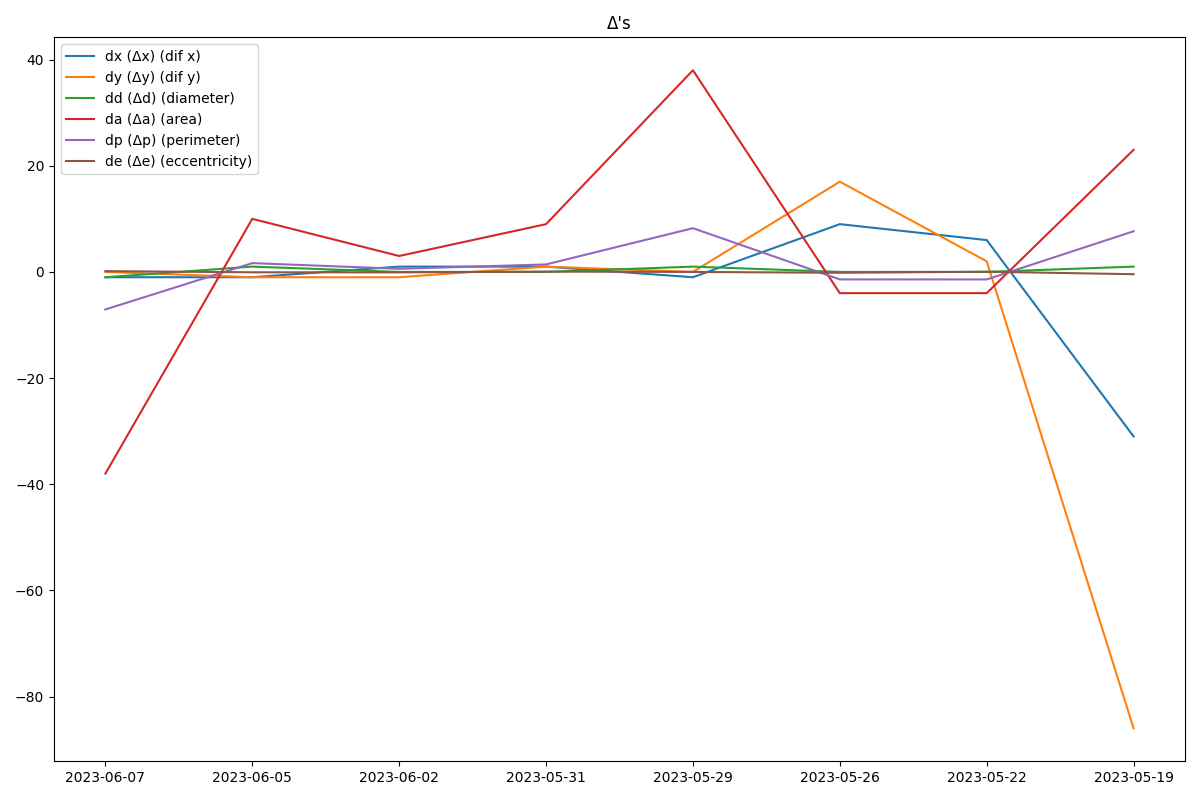 Δ's
dx (Δx) (dif x)
dy (Δy) (dif y)
dd (Δd) (diameter)
da (Δa) (area)
dp (Δp) (perimeter)
de (Δe) (eccentricity)
40
20
0
−20
−40
−60
−80
2023-06-07 2023-06-05 2023-06-02 2023-05-31 2023-05-29 2023-05-26 2023-05-22 2023-05-19